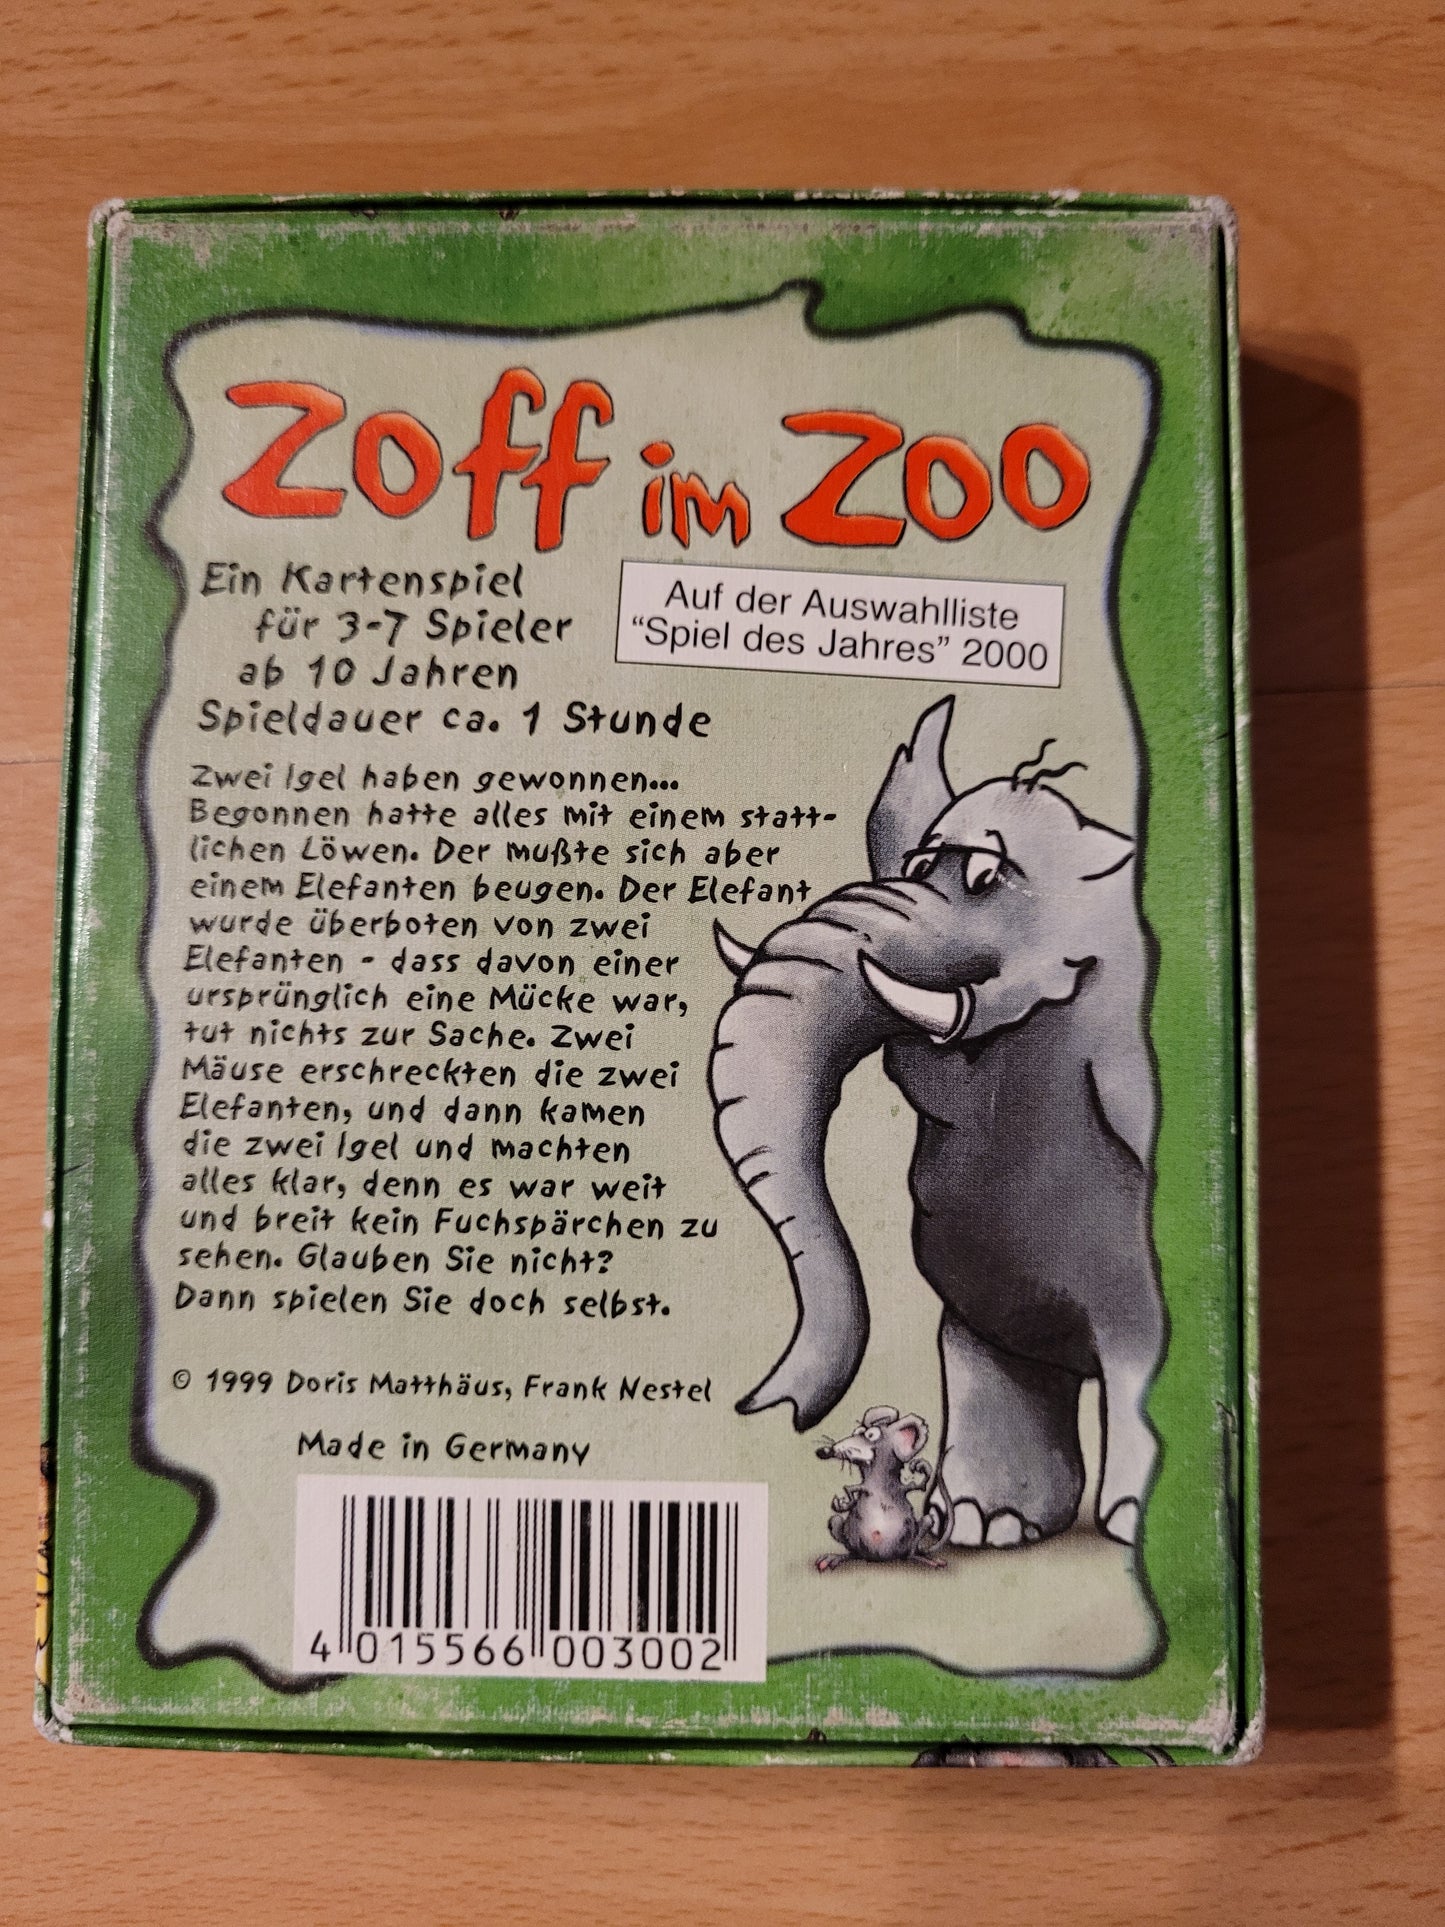 Zoff im Zoo
Ein Kartenspiel
für 3-7 Spieler
ab 10 Jahren
Spieldauer ca. 1 Stunde
Auf der Auswahlliste
“Spiel des Jahres” 2000
Zwei Igel haben gewonnen...
Begonnen hatte alles mit einem statt-
lichen Löwen. Der mußte sich aber
einem Elefanten beugen. Der Elefant
wurde überboten von zwei
Elefanten - dass davon einer
ursprünglich eine Mücke war,
tut nichts zur Sache. Zwei
Mäuse erschreckten die zwei
Elefanten, und dann kamen
die zwei Igel und machten
alles klar, denn es war weit
und breit kein Fuchspärchen zu
sehen. Glauben Sie nicht?
Dann spielen Sie doch selbst.
© 1999 Doris Matthäus, Frank Nestel
Made in Germany
4 015566 003002